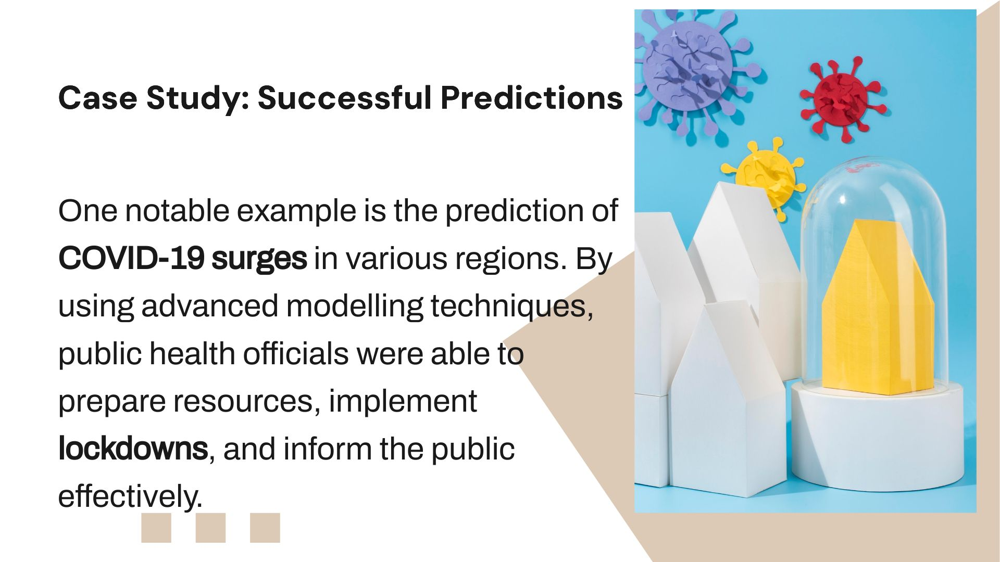 Case Study: Successful Predictions
One notable example is the prediction of
COVID-19 surges in various regions. By
using advanced modelling techniques,
public health officials were able to
prepare resources, implement
lockdowns, and inform the public
effectively.